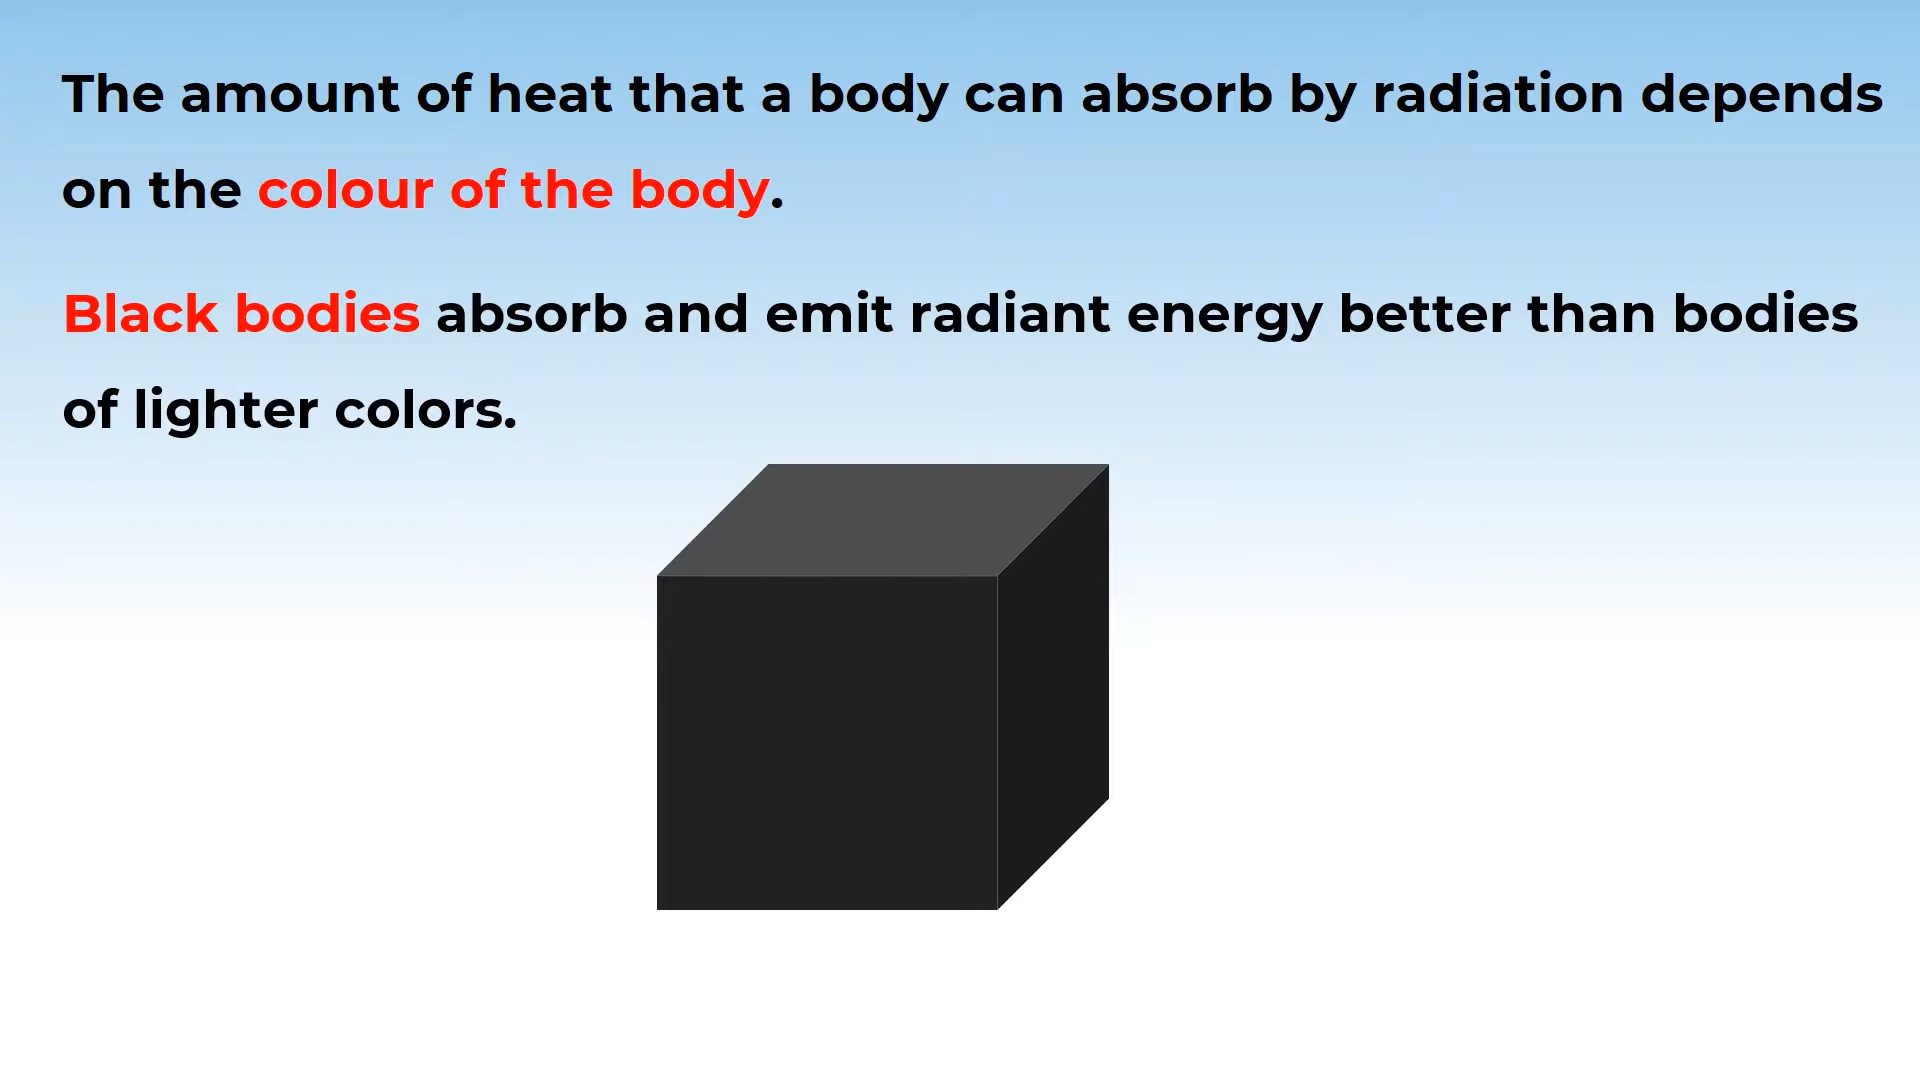 The amount of heat that a body can absorb by radiation depends
on the colour of the body.
Black bodies absorb and emit radiant energy better than bodies
of lighter colors.